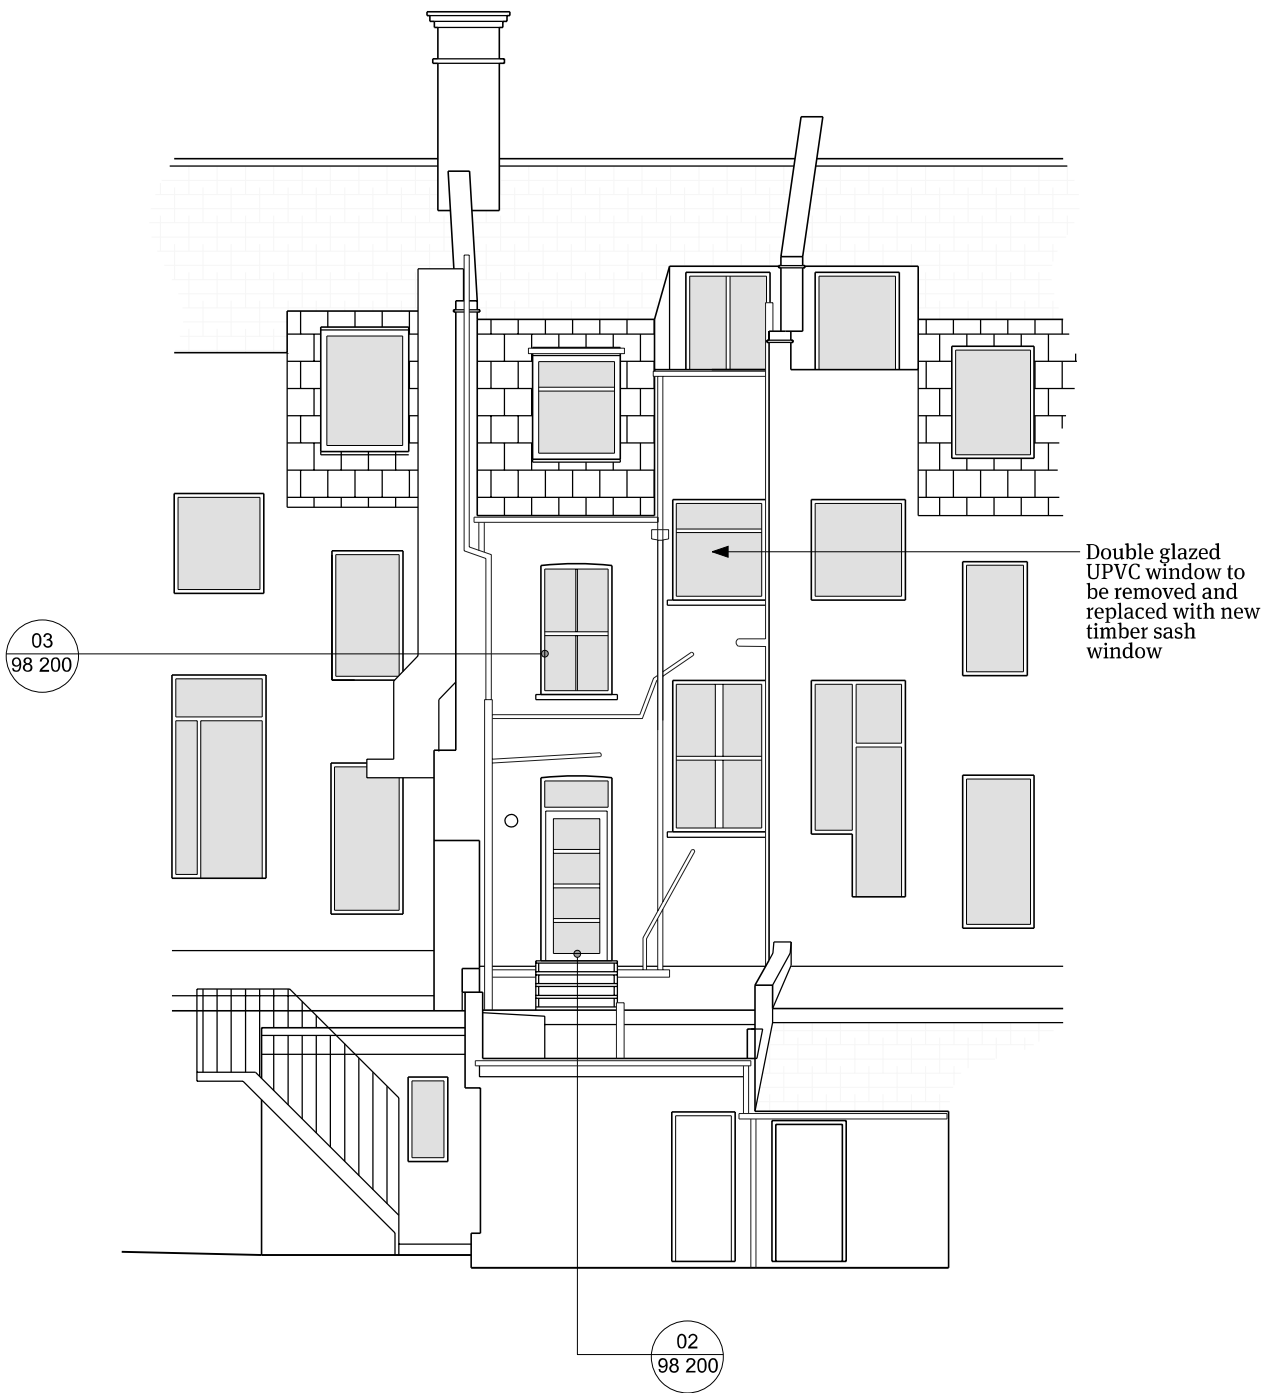 Double glazed
UPVC window to
be removed and
replaced with new
timber sash
window
03
98 200
02
98 200